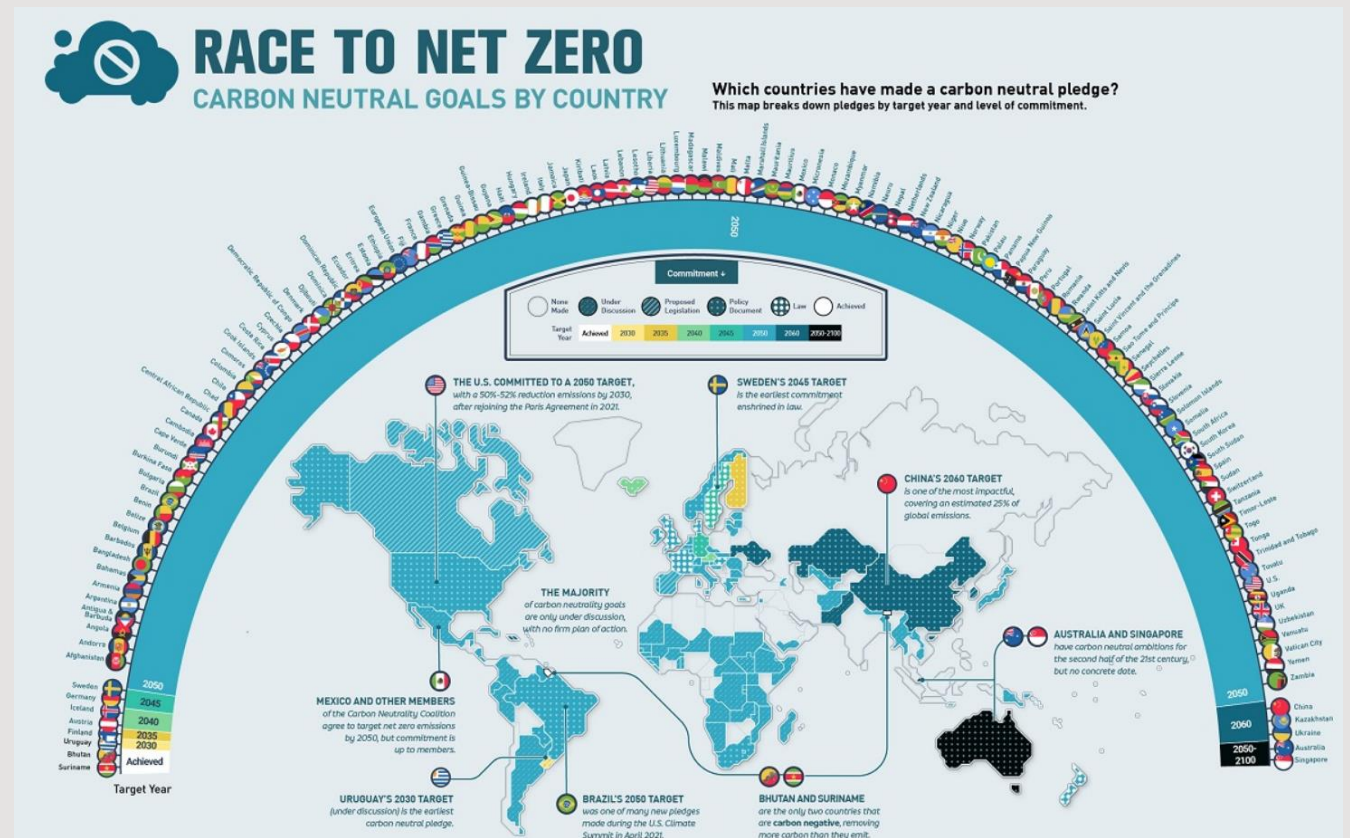 RACE TO NET ZERO
CARBON NEUTRAL GOALS BY COUNTRY
Which countries have made a carbon neutral pledge?
This map breaks down pledges by target year and level of commitment.
Suriname
Bhutan
Uruguay
Finland
Austria
Iceland
Germany
Sweden
Afghanistan
Andorra
Angola
Antigua &
Barbuda
Argentina
Armenia
Bahamas
Bangladesh
Barbados
Belgium
Belize
Benin
Brazil
Bulgaria
Burkina Faso
Burundi
Cape Verde
Cambodia
Canada
Central African Republic
Chad
Chile
Colombia
Comoros
Cook Islands
Costa Rica
Cyprus
Czechia
Democratic Republic of Congo
Denmark
Djibouti
Dominica
Dominican Republic
Ecuador
Eritrea
Estonia
Ethiopia
European Union
Fiji
France
Gambia
Greece
Grenada
Guinea
Guinea-Bissau
Guyana
Haiti
Hungary
Ireland
Italy
Jamaica
Japan
Kiribati
Laos
Latvia
Lebanon
Lesotho
Liberia
Lithuania
Luxembourg
Madagascar
Malawi
Maldives
Mali
Malta
Marshall Islands
Mauritania
Mauritius
Mexico
Micronesia
Monaco
Mozambique
Myanmar
Namibia
Nauru
Nepal
Netherlands
New Zealand
Nicaragua
Niger
Niue
Norway
Pakistan
Palau
Panama
Papua New Guinea
Paraguay
Peru
Portugal
Romania
Rwanda
Saint Kitts and Nevis
Saint Lucia
Saint Vincent and the Grenadines
Samoa
Sao Tome and Principe
Senegal
Seychelles
Sierra Leone
Slovakia
Slovenia
Solomon Islands
Somalia
South Africa
South Korea
South Sudan
Spain
Sudan
Switzerland
Tanzania
Timor-Leste
Togo
Tonga
Trinidad and Tobago
Tuvalu
U.S.
Uganda
UK
Uzbekistan
Vanuatu
Vatican City
Yemen
Zambia
China
Kazakhstan
Ukraine
Australia
Singapore
2050
Commitment ↓
None
Made
Under
Discussion
Proposed
Legislation
Policy
Document
Law
Achieved
Target
Year
Achieved 2030 2035 2040 2045 2050 2060 2050-2100
THE U.S. COMMITTED TO A 2050 TARGET,
with a 50%-52% reduction emissions by 2030,
after rejoining the Paris Agreement in 2021.
SWEDEN'S 2045 TARGET
is the earliest commitment
enshrined in law.
CHINA'S 2060 TARGET
is one of the most impactful,
covering an estimated 25% of
global emissions.
THE MAJORITY
of carbon neutrality goals
are only under discussion,
with no firm plan of action.
AUSTRALIA AND SINGAPORE
have carbon neutral ambitions for
the second half of the 21st century,
but no concrete date.
MEXICO AND OTHER MEMBERS
of the Carbon Neutrality Coalition
agree to target net zero emissions
by 2050, but commitment is
up to members.
URUGUAY'S 2030 TARGET
(under discussion) is the earliest
carbon neutral pledge.
BRAZIL'S 2050 TARGET
was one of many new pledges
made during the U.S. Climate
Summit in April 2021.
BHUTAN AND SURINAME
are the only two countries that
are carbon negative, removing
more carbon than they emit.
2050
2045
2040
2035
2030
Achieved
Target Year
2050
2060
2050-
2100